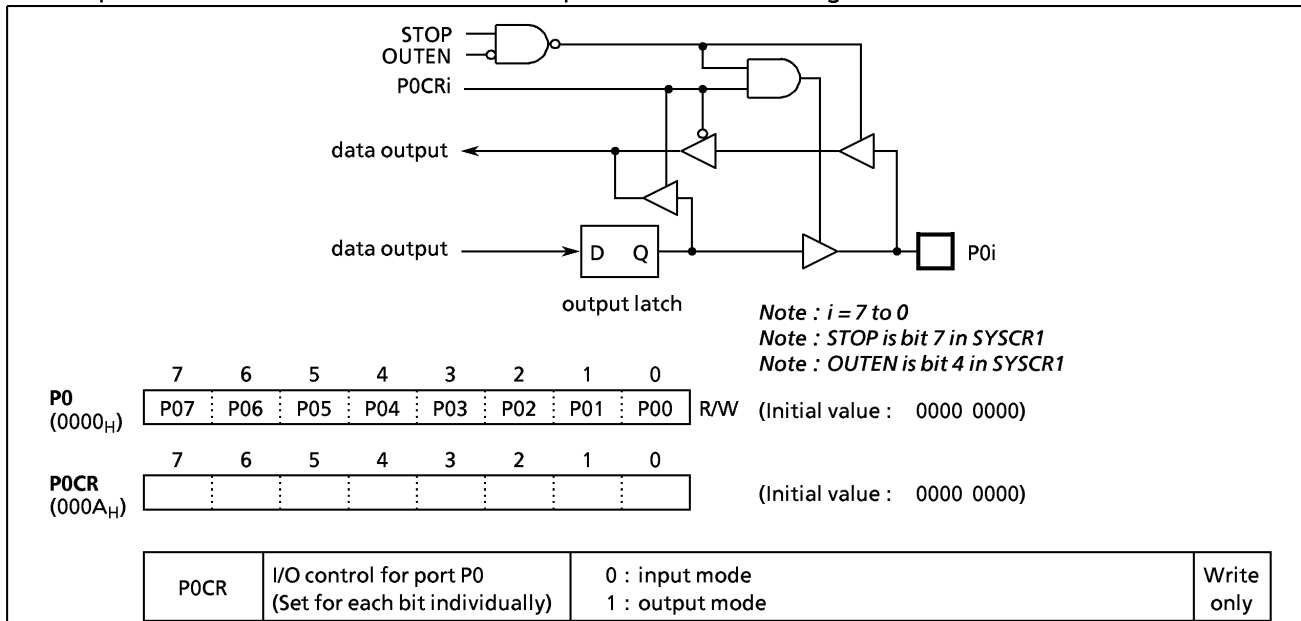 STOP
OUTEN
P0CRi
data output
data output
D Q
P0i
output latch
Note : i = 7 to 0
Note : STOP is bit 7 in SYSCR1
Note : OUTEN is bit 4 in SYSCR1
7 6 5 4 3 2 1 0
P0
(0000H)
P07 P06 P05 P04 P03 P02 P01 P00 R/W (Initial value : 0000 0000)
7 6 5 4 3 2 1 0
P0CR
(000AH)
(Initial value : 0000 0000)
P0CR
I/O control for port P0
(Set for each bit individually)
0 : input mode
1 : output mode
Write
only